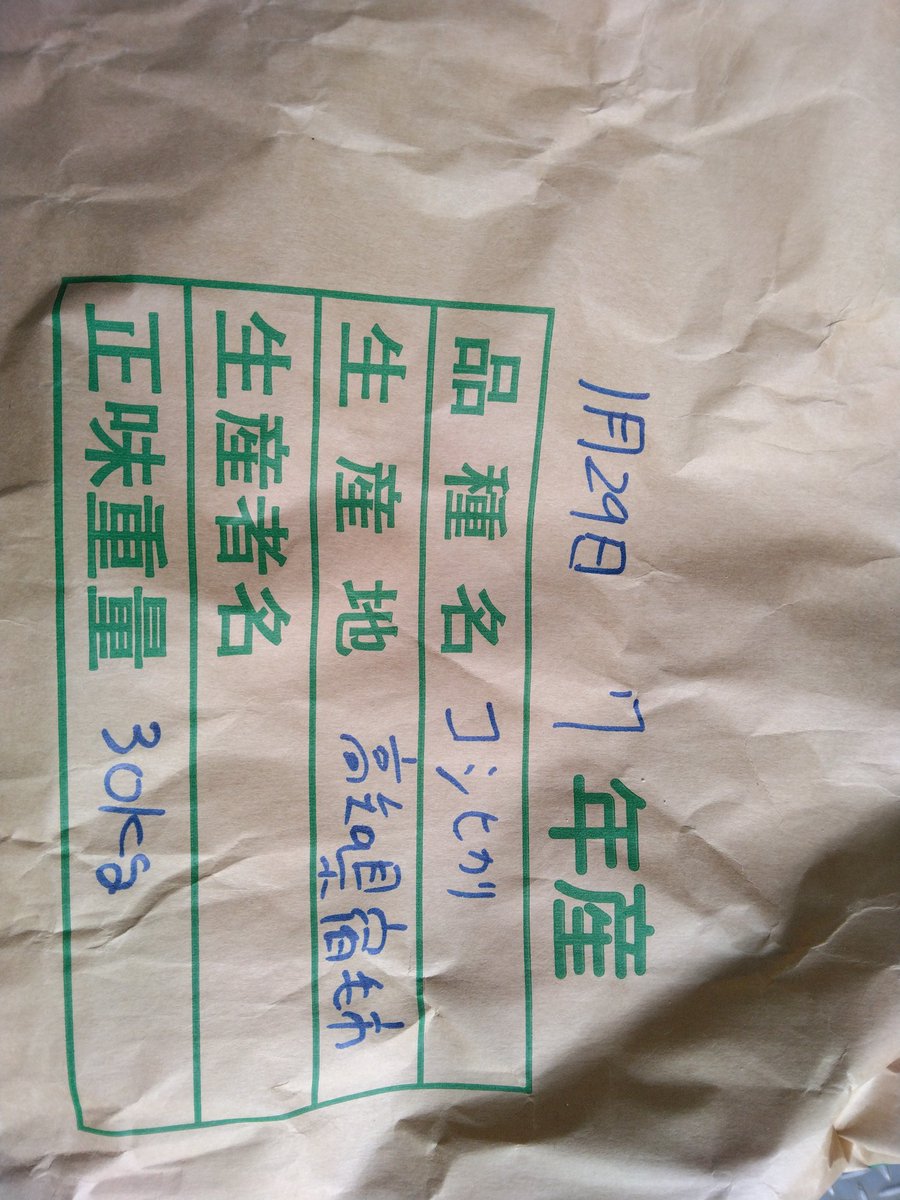 1月29日 7年産
品種名 コシヒカリ
生産地 高知県宿毛市
生産者名
正味重量 30kg